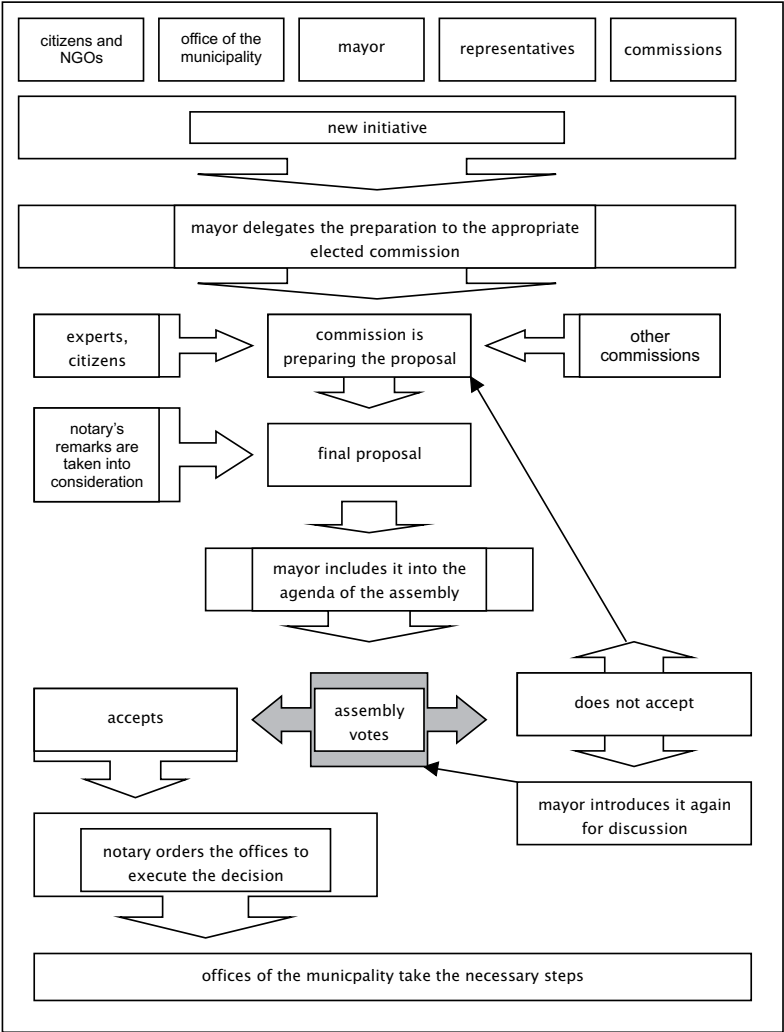 citizens and
NGOs
office of the
municipality
mayor
representatives
commissions
new initiative
mayor delegates the preparation to the appropriate
elected commission
experts,
citizens
commission is
preparing the proposal
other
commissions
notary's
remarks are
taken into
consideration
final proposal
mayor includes it into the
agenda of the assembly
accepts
assembly
votes
does not accept
mayor introduces it again
for discussion
notary orders the offices to
execute the decision
offices of the municpality take the necessary steps